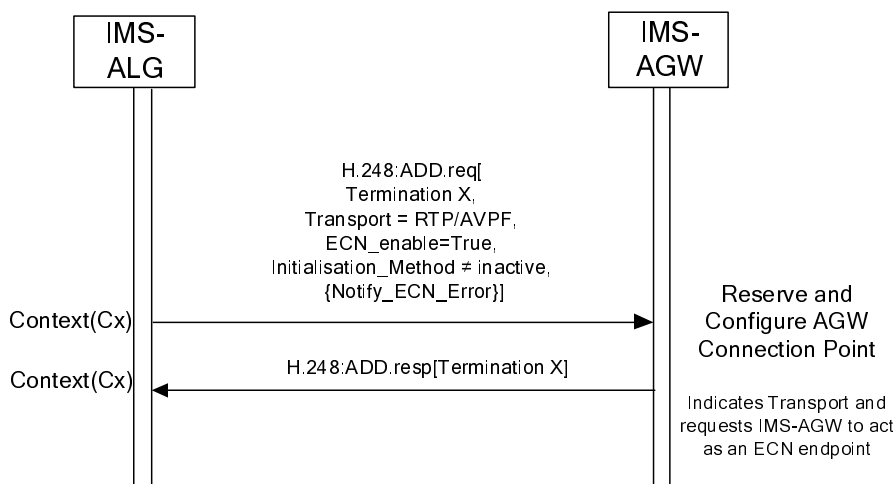 IMS-
ALG
IMS-
AGW
H.248:ADD.req[
Termination X,
Transport = RTP/AVPF,
ECN_enable=True,
Initialisation_Method ≠ inactive,
{Notify_ECN_Error}]
Context(Cx)
Reserve and
Configure AGW
Connection Point
H.248:ADD.resp[Termination X]
Context(Cx)
Indicates Transport and
requests IMS-AGW to act
as an ECN endpoint